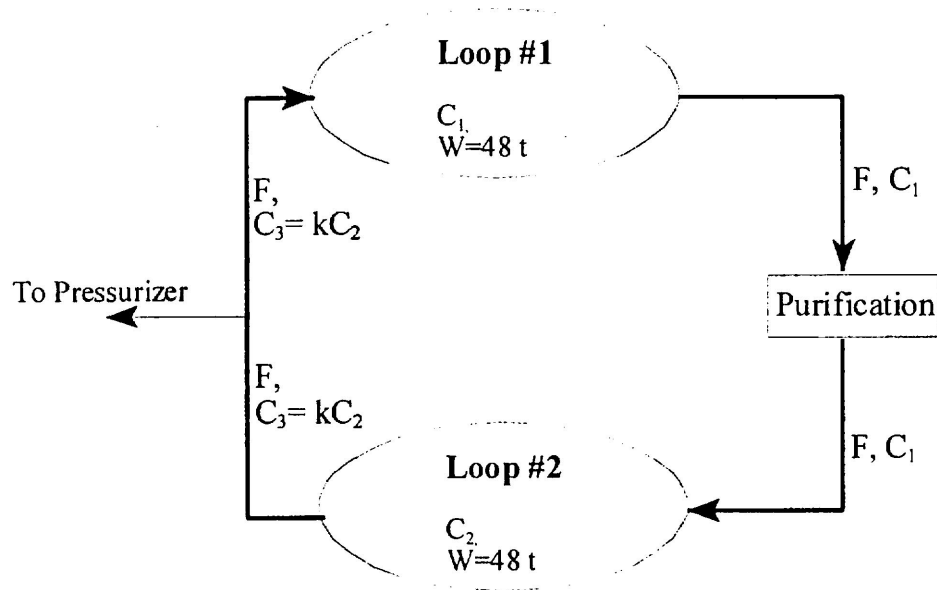 Loop #1
C₁,
W=48 t
F,
C₃= kC₂
F, C₁
To Pressurizer
Purification
F,
C₃= kC₂
F, C₁
Loop #2
C₂,
W=48 t